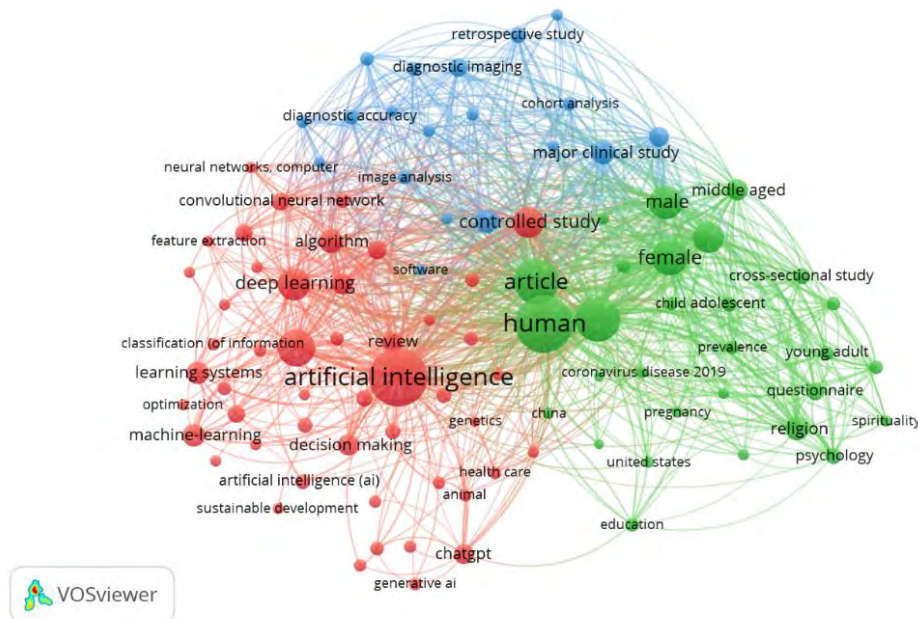 retrospective study
diagnostic imaging
cohort analysis
diagnostic accuracy
major clinical study
neural networks, computer
image analysis
middle aged
convolutional neural network
male
controlled study
feature extraction
algorithm
female
software
cross-sectional study
deep learning
article
child adolescent
human
classification of information
review
prevalence
young adult
learning systems
artificial intelligence
coronavirus disease 2019
questionnaire
optimization
genetics
china
pregnancy
spirituality
machine-learning
decision making
religion
united states
psychology
health care
artificial intelligence (ai)
animal
sustainable development
education
chatgpt
generative ai
VOSviewer